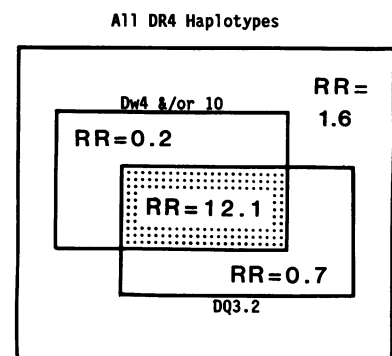 All DR4 Haplotypes
RR=
1.6
Dw4 &/or 10
RR=0.2
RR=12.1
RR=0.7
DQ3.2